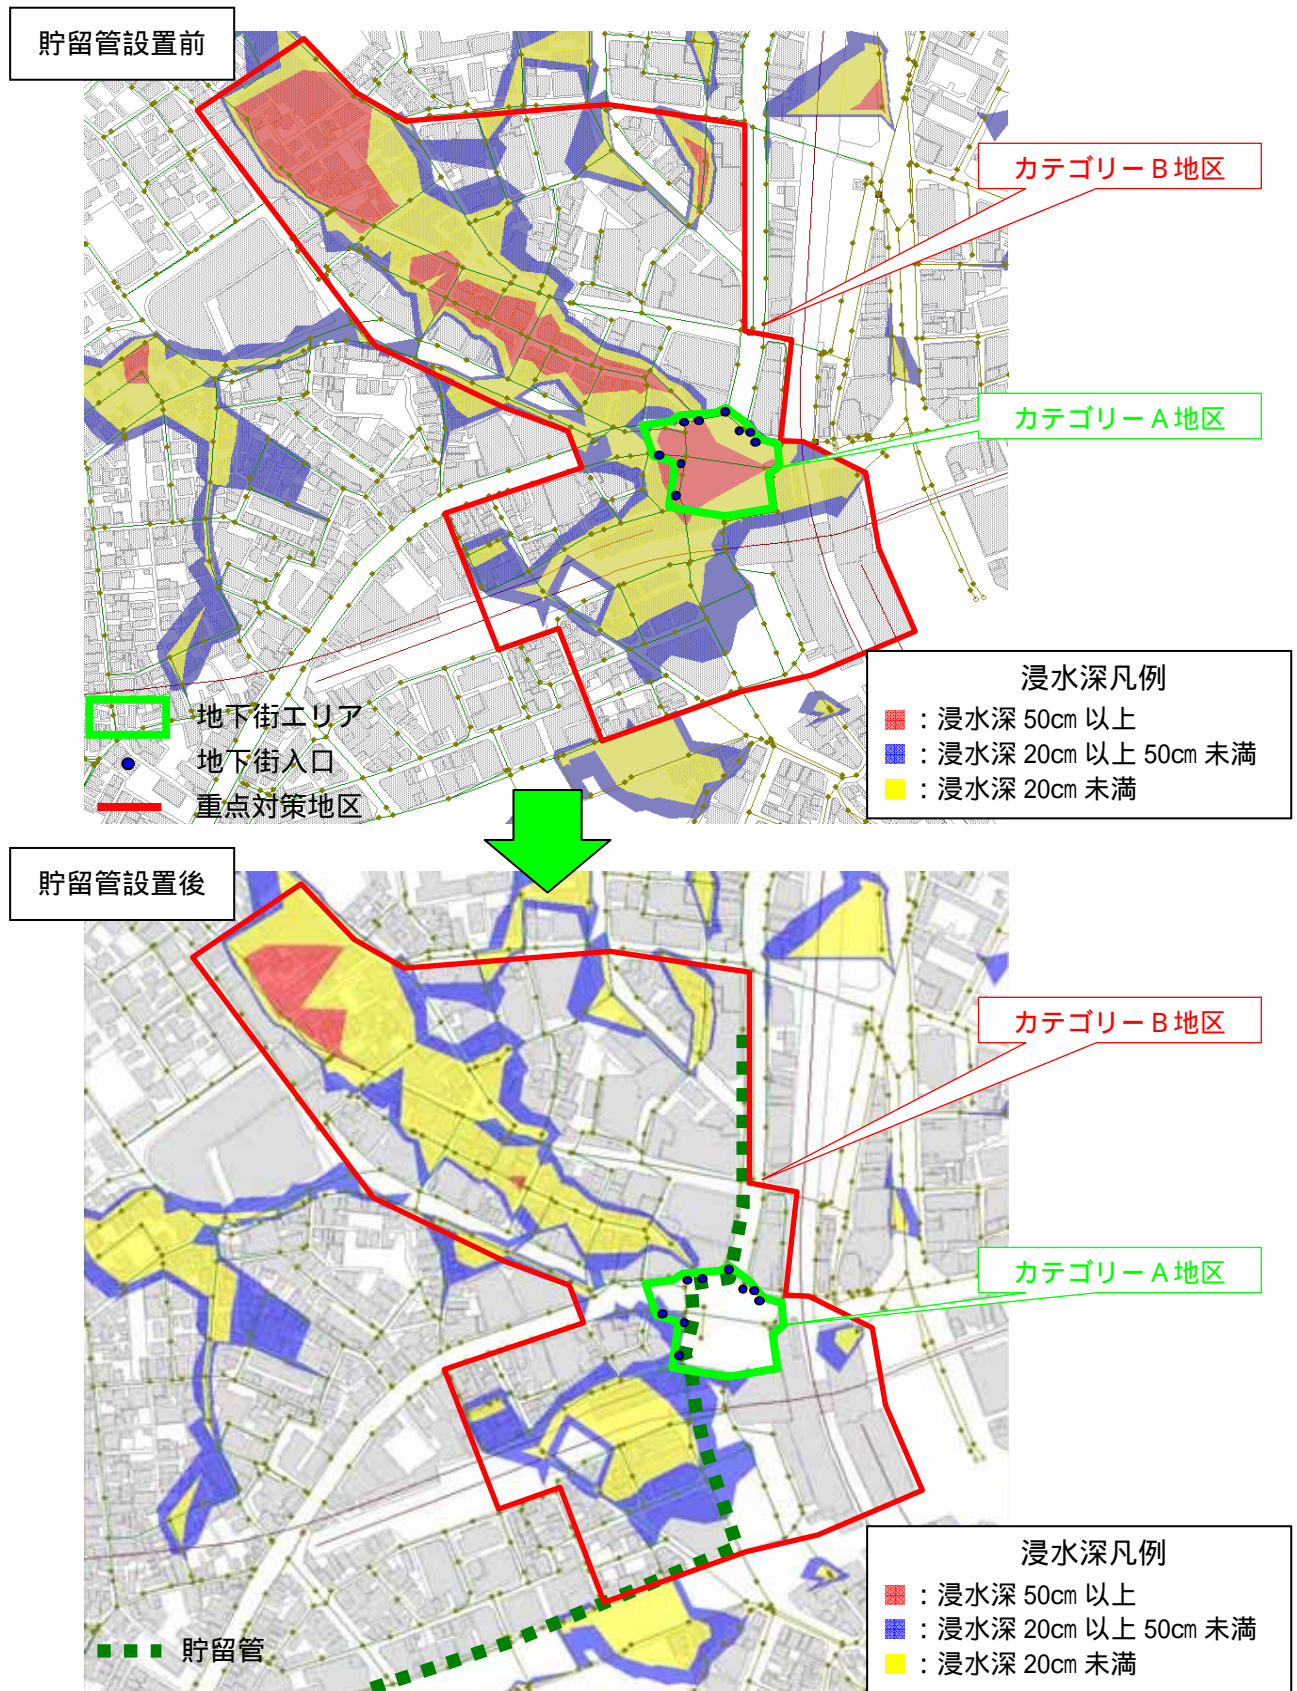 貯留管設置前
カテゴリーB地区
カテゴリーA地区
地下街エリア
地下街入口
重点対策地区
浸水深凡例
：浸水深 50㎝ 以上
：浸水深 20㎝ 以上 50㎝ 未満
：浸水深 20㎝ 未満
貯留管設置後
カテゴリーB地区
カテゴリーA地区
貯留管
浸水深凡例
：浸水深 50㎝ 以上
：浸水深 20㎝ 以上 50㎝ 未満
：浸水深 20㎝ 未満